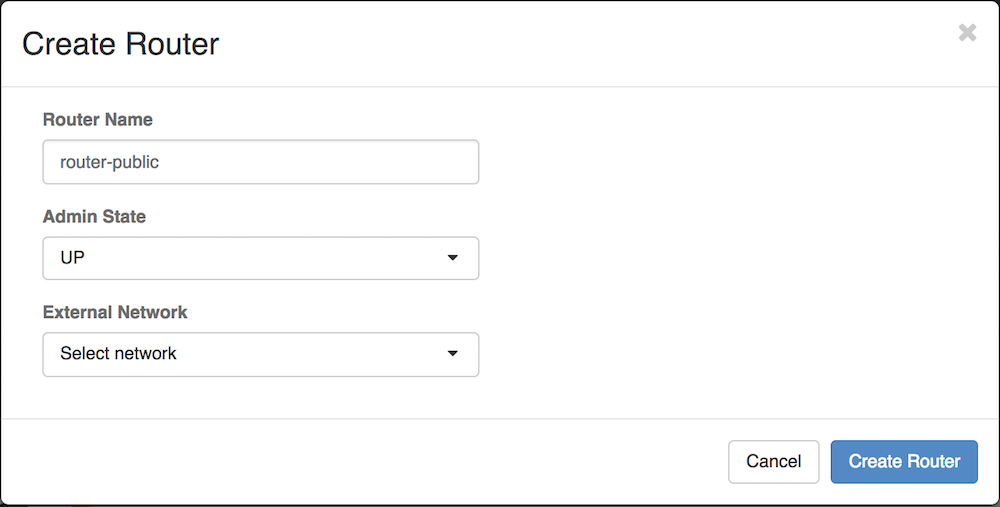 Create Router
Router Name
router-public
Admin State
UP
External Network
Select network
Cancel
Create Router